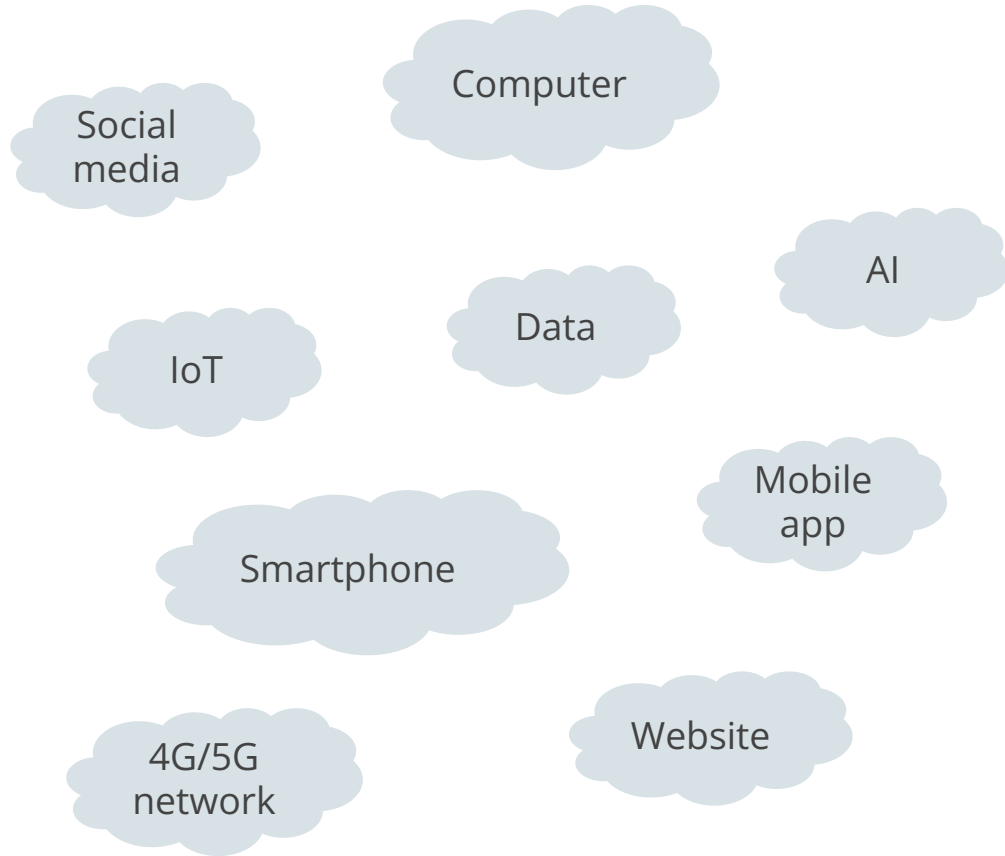 Computer
Social
media
AI
Data
IoT
Mobile
app
Smartphone
Website
4G/5G
network